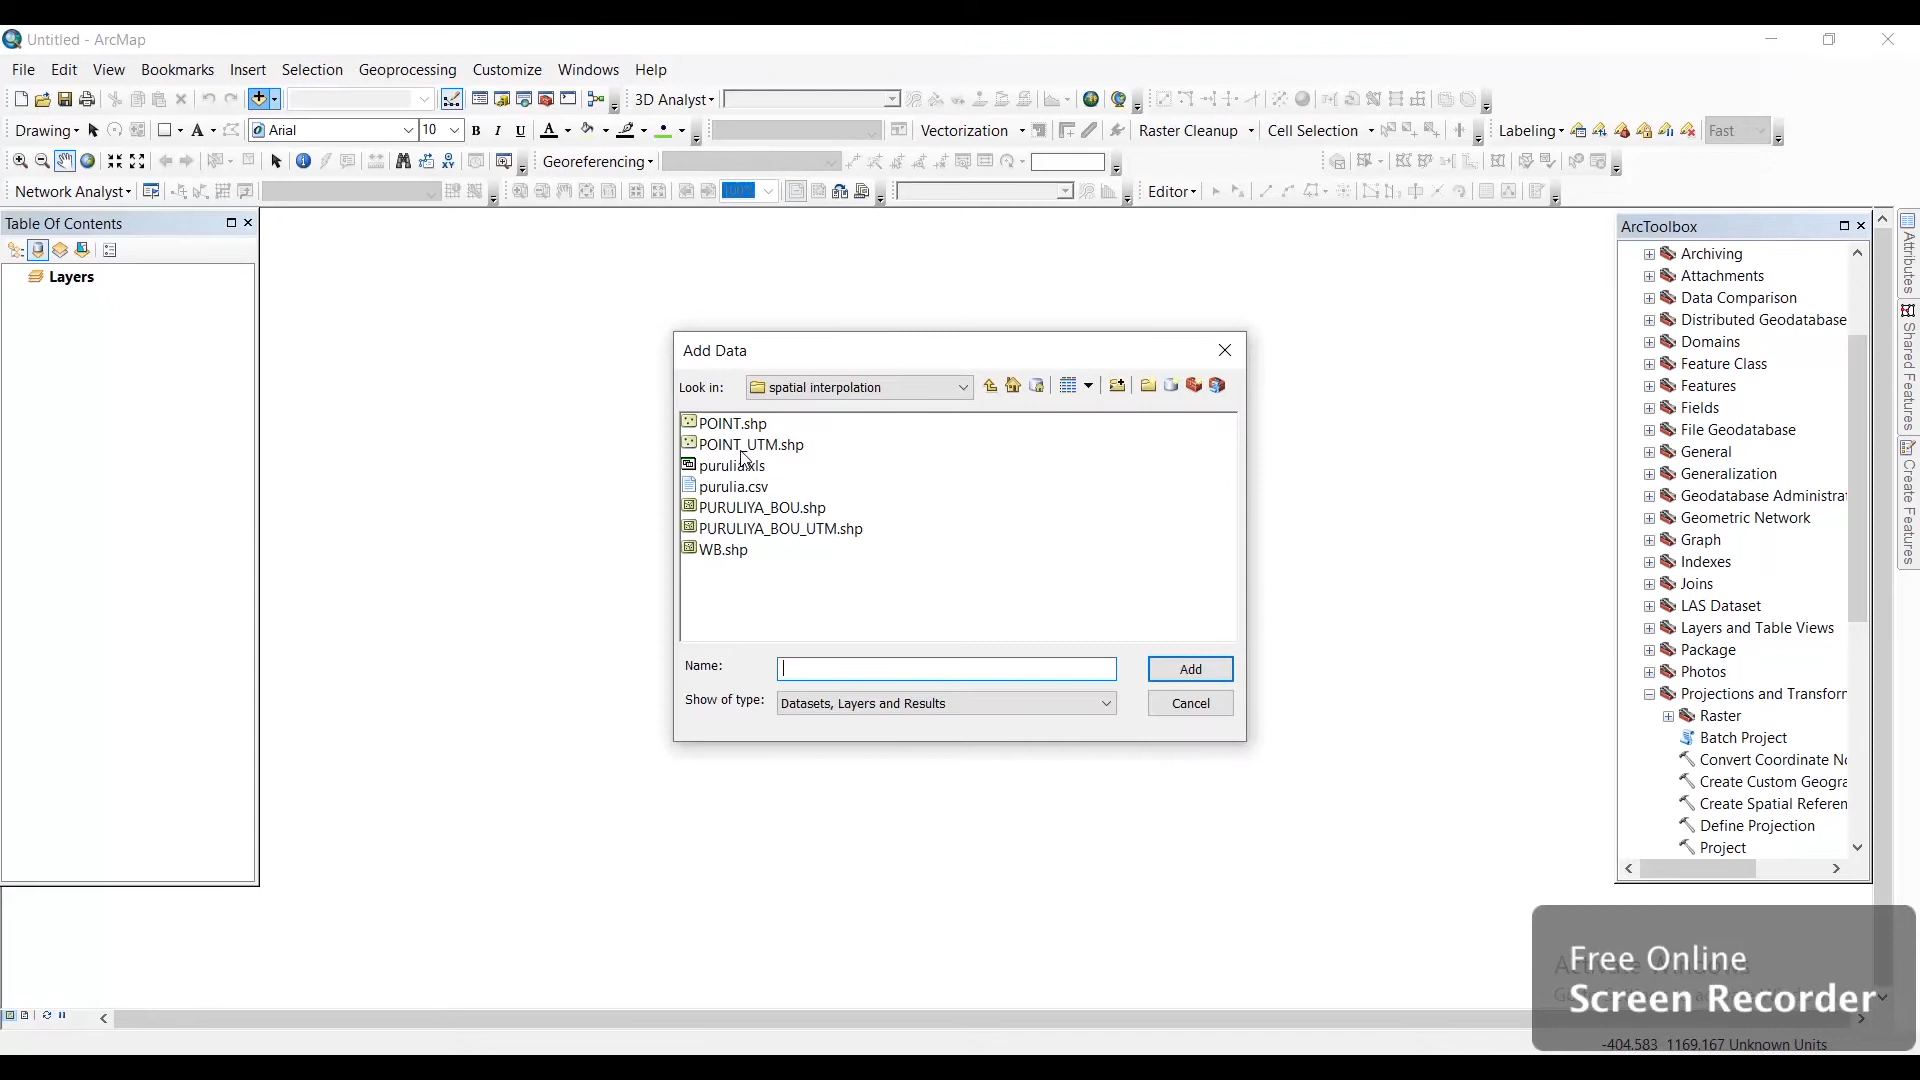 Untitled - ArcMap
File Edit View Bookmarks Insert Selection Geoprocessing Customize Windows Help
3D Analyst
Drawing Arial 10 B I U A Vectorization Raster Cleanup Cell Selection Labeling Fast
Georeferencing
Network Analyst 100% Editor
Table Of Contents
Layers
ArcToolbox
Archiving
Attachments
Data Comparison
Distributed Geodatabase
Domains
Feature Class
Features
Fields
File Geodatabase
General
Generalization
Geodatabase Administra
Geometric Network
Graph
Indexes
Joins
LAS Dataset
Layers and Table Views
Package
Photos
Projections and Transforn
Raster
Batch Project
Convert Coordinate No
Create Custom Geogra
Create Spatial Referen
Define Projection
Project
Attributes
Shared Features
Create Features
Add Data
Look in: spatial interpolation
POINT.shp
POINT_UTM.shp
purulia.xls
purulia.csv
PURULIYA_BOU.shp
PURULIYA_BOU_UTM.shp
WB.shp
Name: Add
Show of type: Datasets, Layers and Results Cancel
Free Online
Screen Recorder
-404.583 1169.167 Unknown Units